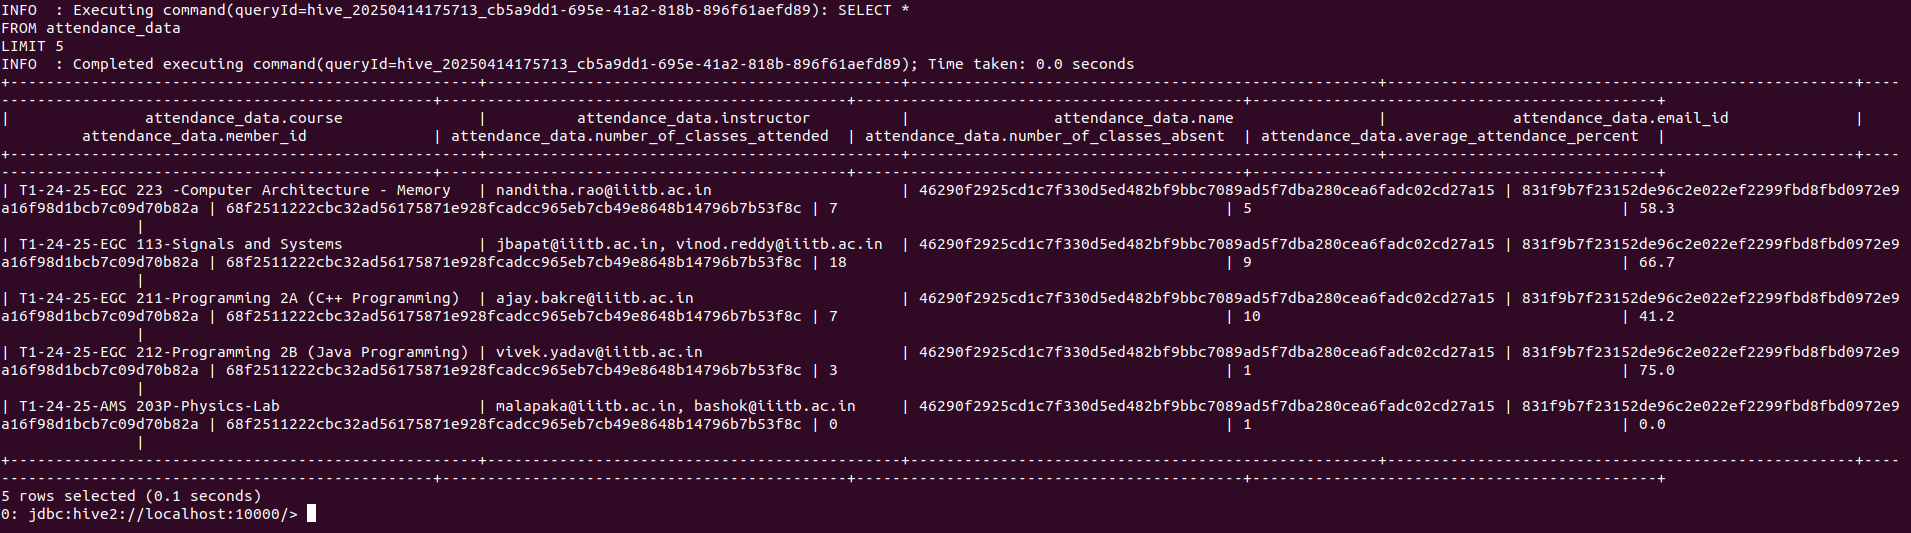 INFO  : Executing command(queryId=hive_20250414175713_cb5a9dd1-695e-41a2-818b-896f61aefd89): SELECT *
FROM attendance_data
LIMIT 5
INFO  : Completed executing command(queryId=hive_20250414175713_cb5a9dd1-695e-41a2-818b-896f61aefd89); Time taken: 0.0 seconds
| attendance_data.course | attendance_data.instructor | attendance_data.name | attendance_data.email_id |
attendance_data.member_id | attendance_data.number_of_classes_attended | attendance_data.number_of_classes_absent | attendance_data.average_attendance_percent |
| T1-24-25-EGC 223 -Computer Architecture - Memory | nanditha.rao@iiitb.ac.in | 46290f2925cd1c7f330d5ed482bf9bbc7089ad5f7dba280cea6fadc02cd27a15 | 831f9b7f23152de96c2e022ef2299fbd8fbd0972e9
a16f98d1bcb7c09d70b82a | 68f2511222cbc32ad56175871e928fcadcc965eb7cb49e8648b14796b7b53f8c | 7 | 5 | 58.3
|
| T1-24-25-EGC 113-Signals and Systems | jbapat@iiitb.ac.in, vinod.reddy@iiitb.ac.in | 46290f2925cd1c7f330d5ed482bf9bbc7089ad5f7dba280cea6fadc02cd27a15 | 831f9b7f23152de96c2e022ef2299fbd8fbd0972e9
a16f98d1bcb7c09d70b82a | 68f2511222cbc32ad56175871e928fcadcc965eb7cb49e8648b14796b7b53f8c | 18 | 9 | 66.7
|
| T1-24-25-EGC 211-Programming 2A (C++ Programming) | ajay.bakre@iiitb.ac.in | 46290f2925cd1c7f330d5ed482bf9bbc7089ad5f7dba280cea6fadc02cd27a15 | 831f9b7f23152de96c2e022ef2299fbd8fbd0972e9
a16f98d1bcb7c09d70b82a | 68f2511222cbc32ad56175871e928fcadcc965eb7cb49e8648b14796b7b53f8c | 7 | 10 | 41.2
|
| T1-24-25-EGC 212-Programming 2B (Java Programming) | vivek.yadav@iiitb.ac.in | 46290f2925cd1c7f330d5ed482bf9bbc7089ad5f7dba280cea6fadc02cd27a15 | 831f9b7f23152de96c2e022ef2299fbd8fbd0972e9
a16f98d1bcb7c09d70b82a | 68f2511222cbc32ad56175871e928fcadcc965eb7cb49e8648b14796b7b53f8c | 3 | 1 | 75.0
|
| T1-24-25-AMS 203P-Physics-Lab | malapaka@iiitb.ac.in, bashok@iiitb.ac.in | 46290f2925cd1c7f330d5ed482bf9bbc7089ad5f7dba280cea6fadc02cd27a15 | 831f9b7f23152de96c2e022ef2299fbd8fbd0972e9
a16f98d1bcb7c09d70b82a | 68f2511222cbc32ad56175871e928fcadcc965eb7cb49e8648b14796b7b53f8c | 0 | 1 | 0.0
|
5 rows selected (0.1 seconds)
0: jdbc:hive2://localhost:10000/>